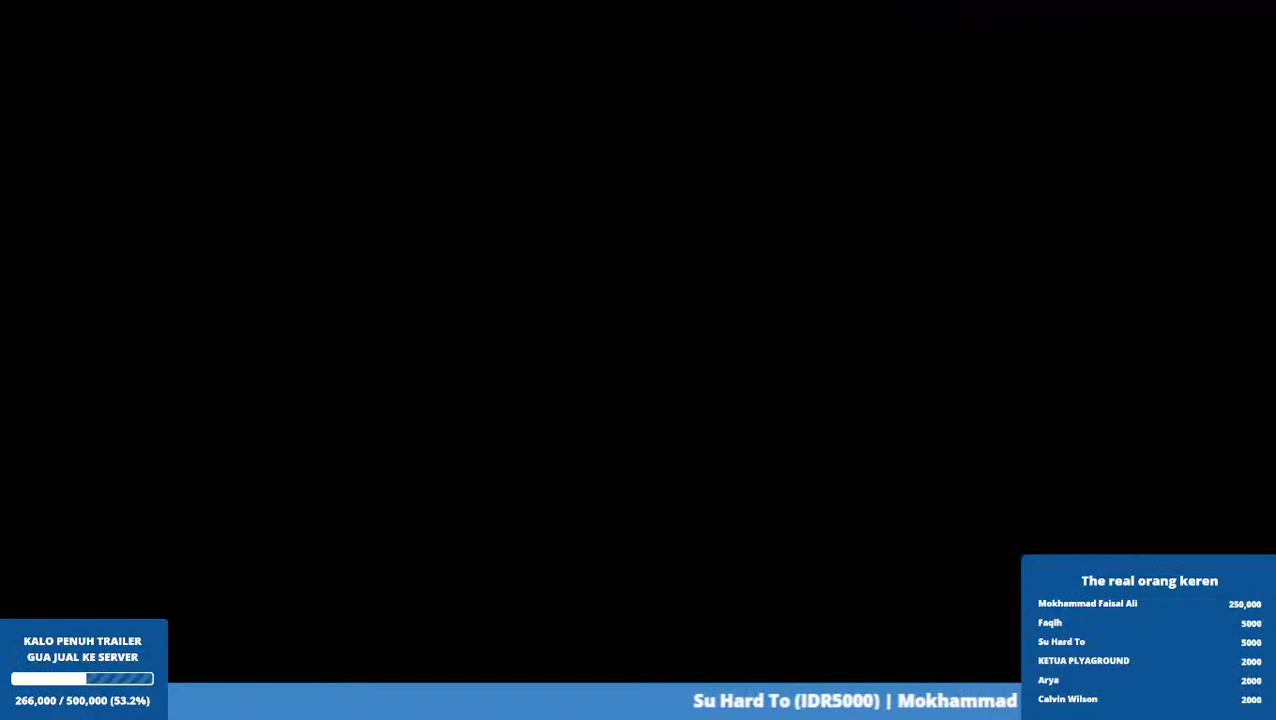 KALO PENUH TRAILER
GUA JUAL KE SERVER
266,000 / 500,000 (53.2%)
Su Hard To (IDR5000) | Mokhammad
The real orang keren
Mokhammad Faisal Ali 250,000
Faqih 5000
Su Hard To 5000
KETUA PLYAGROUND 2000
Arya 2000
Calvin Wilson 2000